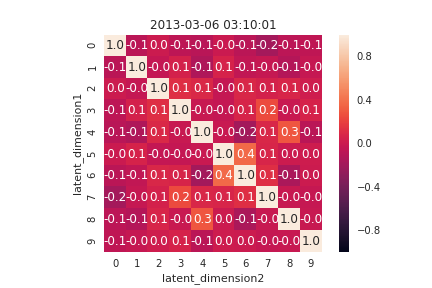 2013-03-06 03:10:01
latent_dimension1
0 1.0 -0.1 0.0 -0.1 -0.1 -0.0 -0.1 -0.2 -0.1 -0.1
1 -0.1 1.0 -0.0 0.1 -0.1 0.1 -0.1 -0.0 -0.1 -0.0
2 0.0 -0.0 1.0 0.1 0.1 -0.0 0.1 0.1 0.1 0.0
3 -0.1 0.1 0.1 1.0 -0.0 -0.0 0.1 0.2 -0.0 0.1
4 -0.1 -0.1 0.1 -0.0 1.0 -0.0 -0.2 0.1 0.3 -0.1
5 -0.0 0.1 -0.0 -0.0 -0.0 1.0 0.4 0.1 0.0 0.0
6 -0.1 -0.1 0.1 0.1 -0.2 0.4 1.0 0.1 -0.1 0.0
7 -0.2 -0.0 0.1 0.2 0.1 0.1 0.1 1.0 -0.0 -0.0
8 -0.1 -0.1 0.1 -0.0 0.3 0.0 -0.1 -0.0 1.0 -0.0
9 -0.1 -0.0 0.0 0.1 -0.1 0.0 0.0 -0.0 -0.0 1.0
0 1 2 3 4 5 6 7 8 9
latent_dimension2
0.8
0.4
0.0
−0.4
−0.8